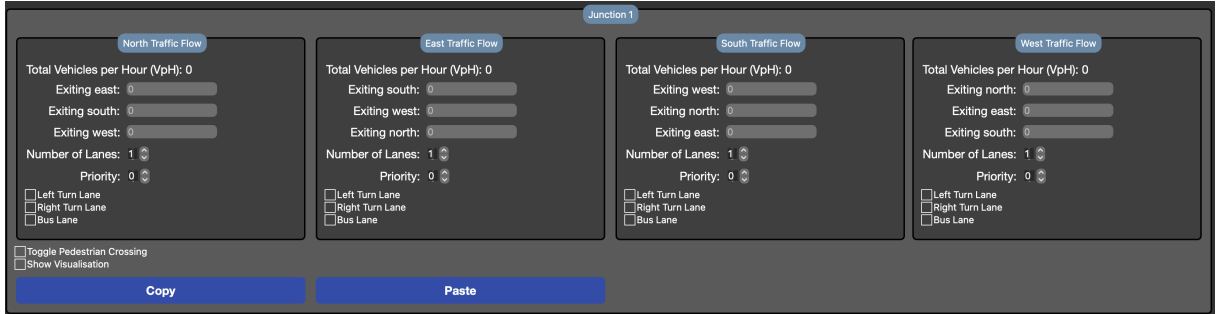 Junction 1
North Traffic Flow
Total Vehicles per Hour (VpH): 0
Exiting east: 0
Exiting south: 0
Exiting west: 0
Number of Lanes: 1
Priority: 0
Left Turn Lane
Right Turn Lane
Bus Lane
East Traffic Flow
Total Vehicles per Hour (VpH): 0
Exiting south: 0
Exiting west: 0
Exiting north: 0
Number of Lanes: 1
Priority: 0
Left Turn Lane
Right Turn Lane
Bus Lane
South Traffic Flow
Total Vehicles per Hour (VpH): 0
Exiting west: 0
Exiting north: 0
Exiting east: 0
Number of Lanes: 1
Priority: 0
Left Turn Lane
Right Turn Lane
Bus Lane
West Traffic Flow
Total Vehicles per Hour (VpH): 0
Exiting north: 0
Exiting east: 0
Exiting south: 0
Number of Lanes: 1
Priority: 0
Left Turn Lane
Right Turn Lane
Bus Lane
Toggle Pedestrian Crossing
Show Visualisation
Copy
Paste